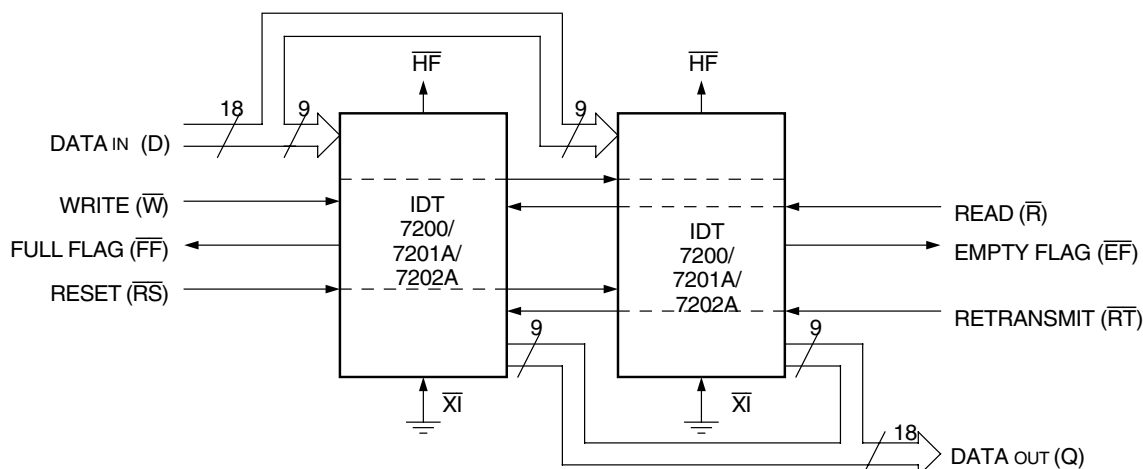 HF
HF
18
9
9
DATA IN (D)
WRITE (W)
FULL FLAG (FF)
RESET (RS)
IDT
7200/
7201A/
7202A
IDT
7200/
7201A/
7202A
READ (R)
EMPTY FLAG (EF)
RETRANSMIT (RT)
9
9
XI
XI
18
DATA OUT (Q)